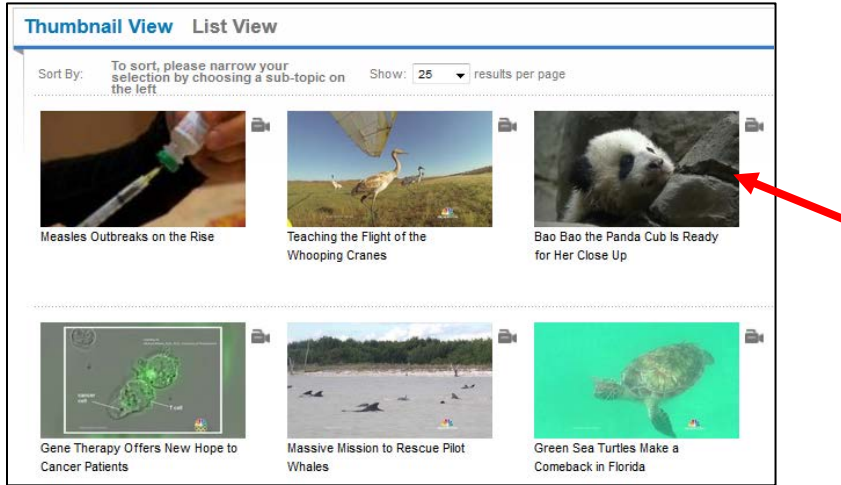 Thumbnail View List View
Sort By: To sort, please narrow your
selection by choosing a sub-topic on
the left
Show: 25 results per page
Measles Outbreaks on the Rise
Teaching the Flight of the
Whooping Cranes
Bao Bao the Panda Cub Is Ready
for Her Close Up
cancer
cell
T cell
Gene Therapy Offers New Hope to
Cancer Patients
Massive Mission to Rescue Pilot
Whales
Green Sea Turtles Make a
Comeback in Florida